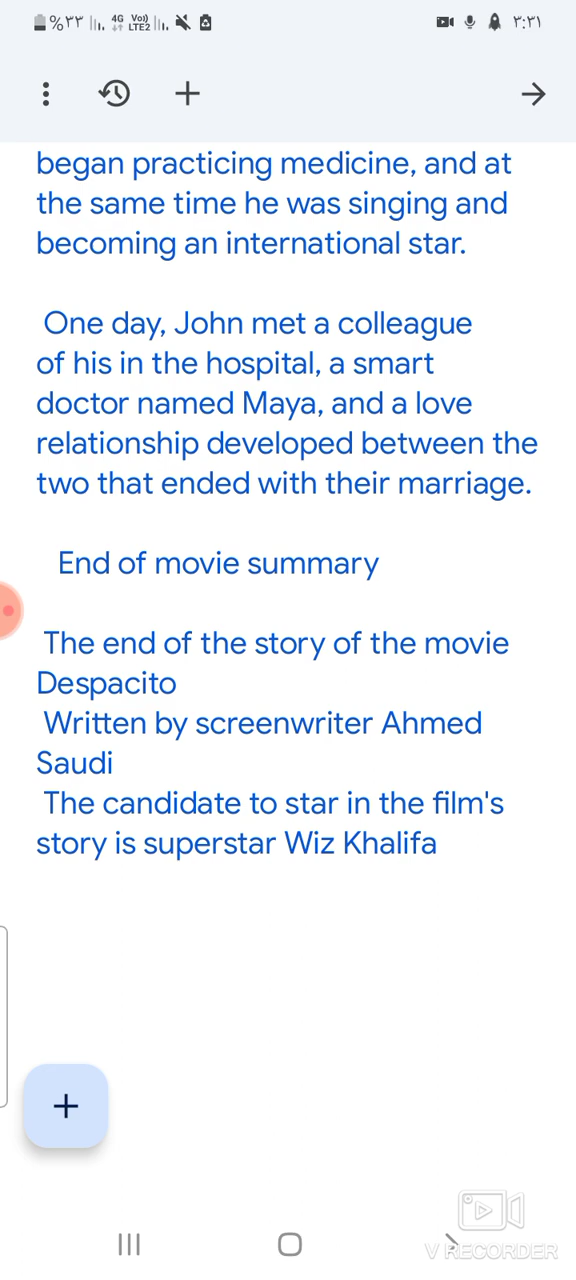 %٣٣ 4G Vo)) LTE2 ٣:٣١
began practicing medicine, and at
the same time he was singing and
becoming an international star.
One day, John met a colleague
of his in the hospital, a smart
doctor named Maya, and a love
relationship developed between the
two that ended with their marriage.
End of movie summary
The end of the story of the movie
Despacito
Written by screenwriter Ahmed
Saudi
The candidate to star in the film's
story is superstar Wiz Khalifa
V RECORDER